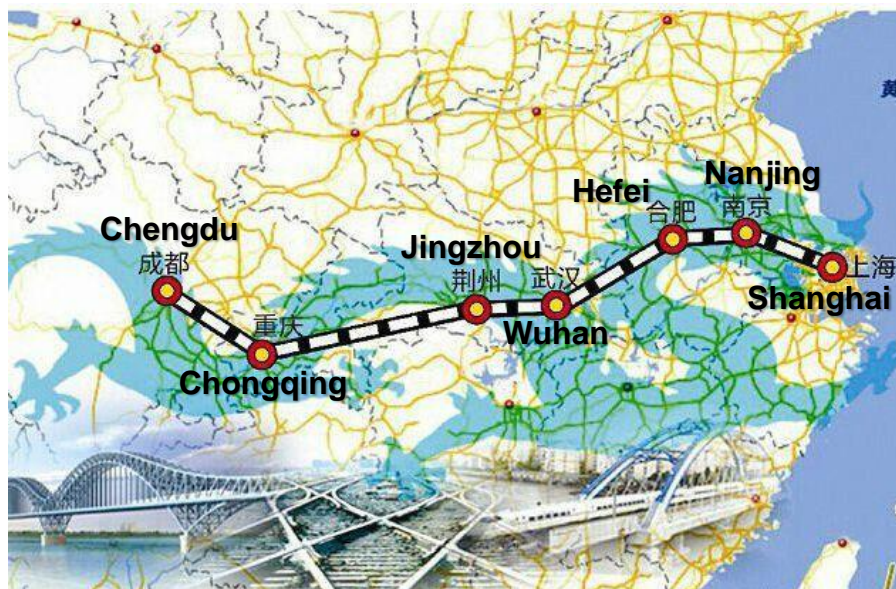 黄
Nanjing
南京
Hefei
合肥
Chengdu
成都
Jingzhou
荆州
武汉
Wuhan
上海
Shanghai
重庆
Chongqing